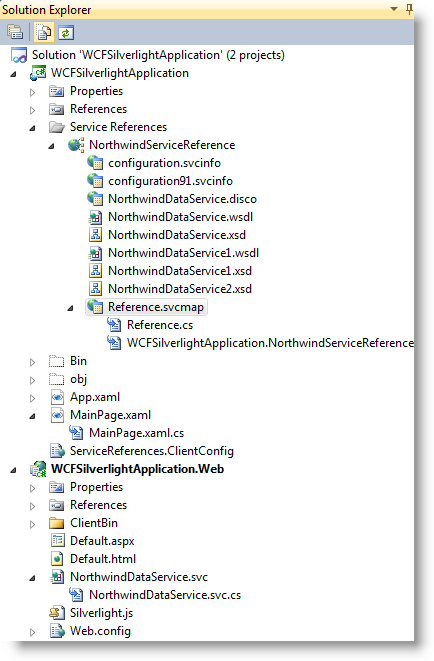 Solution Explorer
Solution 'WCFSilverlightApplication' (2 projects)
WCFSilverlightApplication
Properties
References
Service References
NorthwindServiceReference
configuration.svcinfo
configuration91.svcinfo
NorthwindDataService.disco
NorthwindDataService.wsdl
NorthwindDataService.xsd
NorthwindDataService1.wsdl
NorthwindDataService1.xsd
NorthwindDataService2.xsd
Reference.svcmap
Reference.cs
WCFSilverlightApplication.NorthwindServiceReference
Bin
obj
App.xaml
MainPage.xaml
MainPage.xaml.cs
ServiceReferences.ClientConfig
WCFSilverlightApplication.Web
Properties
References
ClientBin
Default.aspx
Default.html
NorthwindDataService.svc
NorthwindDataService.svc.cs
Silverlight.js
Web.config